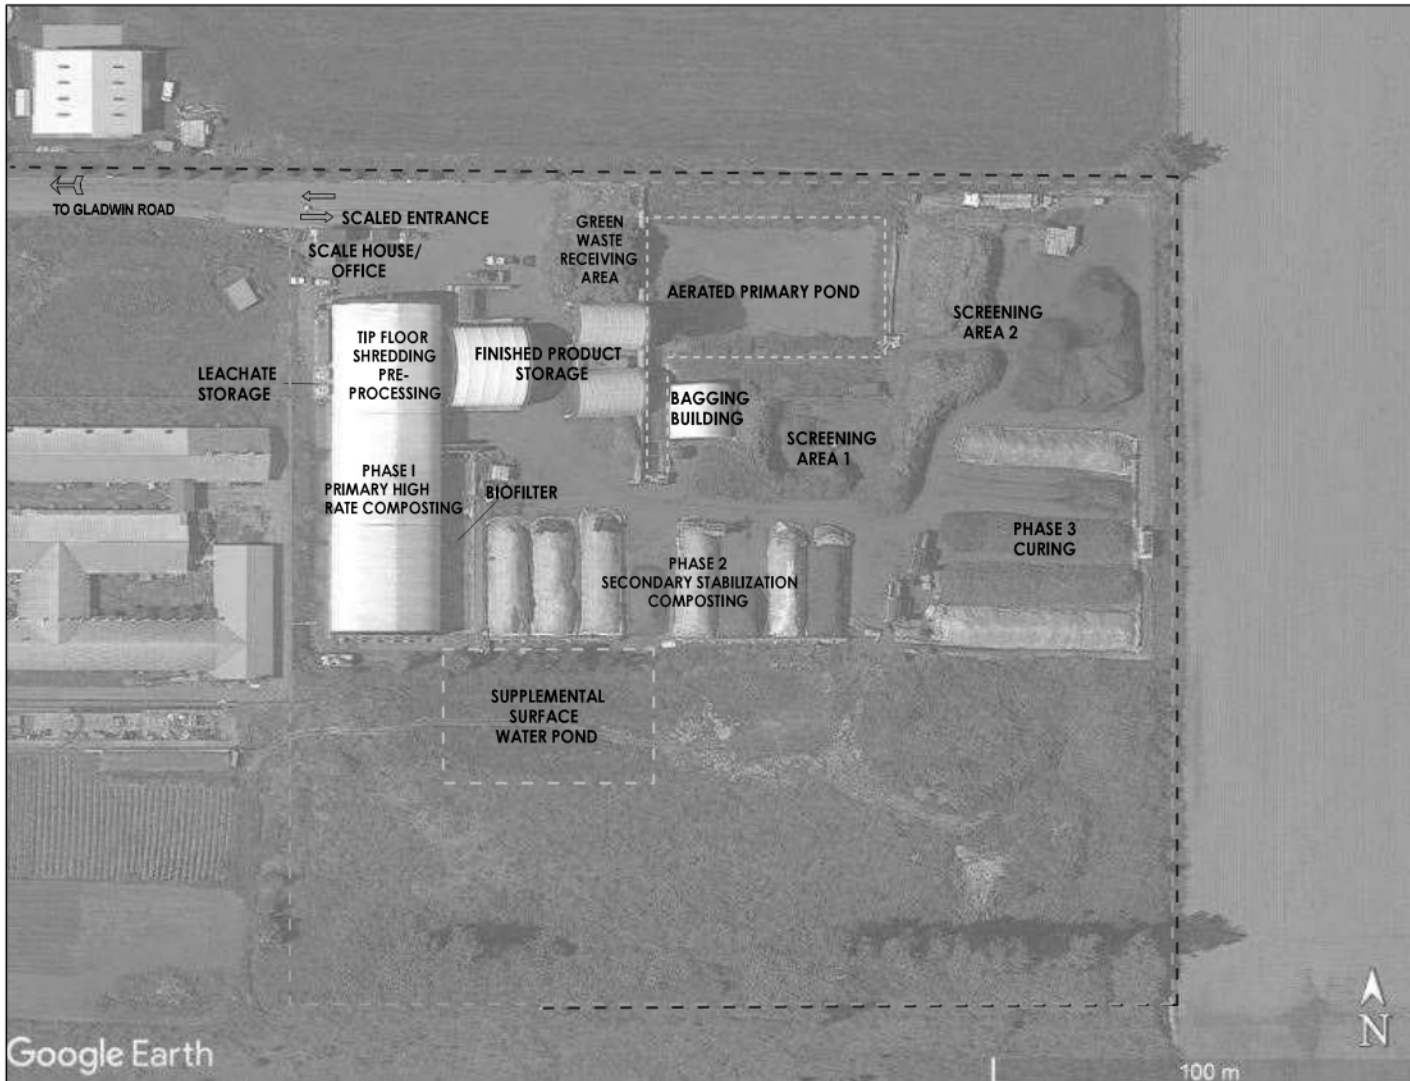 TO GLADWIN ROAD
SCALED ENTRANCE
SCALE HOUSE/
OFFICE
GREEN
WASTE
RECEIVING
AREA
AERATED PRIMARY POND
SCREENING
AREA 2
TIP FLOOR
SHREDDING
PRE-
PROCESSING
FINISHED PRODUCT
STORAGE
LEACHATE
STORAGE
BAGGING
BUILDING
SCREENING
AREA 1
PHASE I
PRIMARY HIGH
RATE COMPOSTING
BIOFILTER
PHASE 3
CURING
PHASE 2
SECONDARY STABILIZATION
COMPOSTING
SUPPLEMENTAL
SURFACE
WATER POND
N
Google Earth
100 m